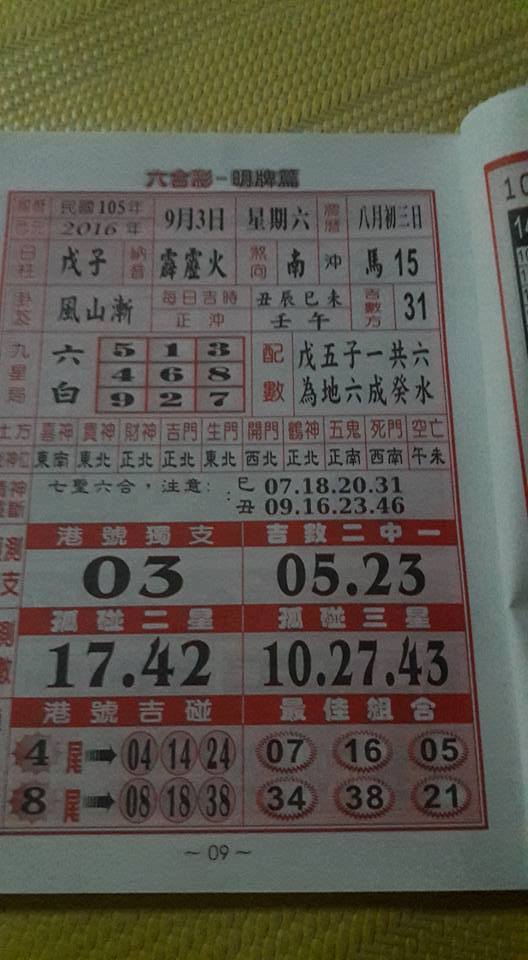 六合彩-明牌篇
民國105年 2016年 9月3日 星期六 農曆 八月初三日
日柱 戊子 納音 霹靂火 煞向 南 沖 馬15
卦爻 風山漸 每日吉時 正沖 丑辰巳未 壬午 吉數方 31
九星局 六白 配數 戊五子一共六
為地六成癸水
5 1 3
4 6 8
9 2 7
吉方 喜神 貴神 財神 吉門 生門 開門 鶴神 五鬼 死門 空亡
神位 東南 東北 正北 正北 東北 西北 正北 正南 西南 午未
七聖六合,注意: 巳 07.18.20.31
丑 09.16.23.46
港號獨支 吉數二中一
03 05.23
孤碰二星 孤碰三星
17.42 10.27.43
港號吉碰 最佳組合
4尾 04 14 24 07 16 05
8尾 08 18 38 34 38 21
~09~
10